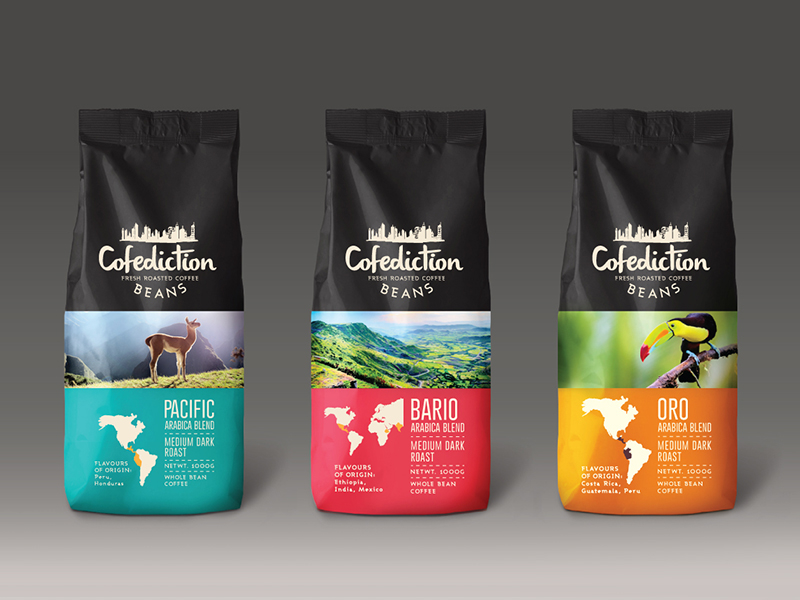 Cofediction
FRESH ROASTED COFFEE
BEANS
PACIFIC
ARABICA BLEND
MEDIUM DARK
ROAST
NETWT. 1000G
WHOLE BEAN
COFFEE
FLAVOURS
OF ORIGIN:
Peru,
Honduras
Cofediction
FRESH ROASTED COFFEE
BEANS
BARIO
ARABICA BLEND
MEDIUM DARK
ROAST
NETWT. 1000G
WHOLE BEAN
COFFEE
FLAVOURS
OF ORIGIN:
Ethiopia,
India, Mexico
Cofediction
FRESH ROASTED COFFEE
BEANS
ORO
ARABICA BLEND
MEDIUM DARK
ROAST
NETWT. 1000G
WHOLE BEAN
COFFEE
FLAVOURS
OF ORIGIN:
Costa Rica,
Guatemala, Peru